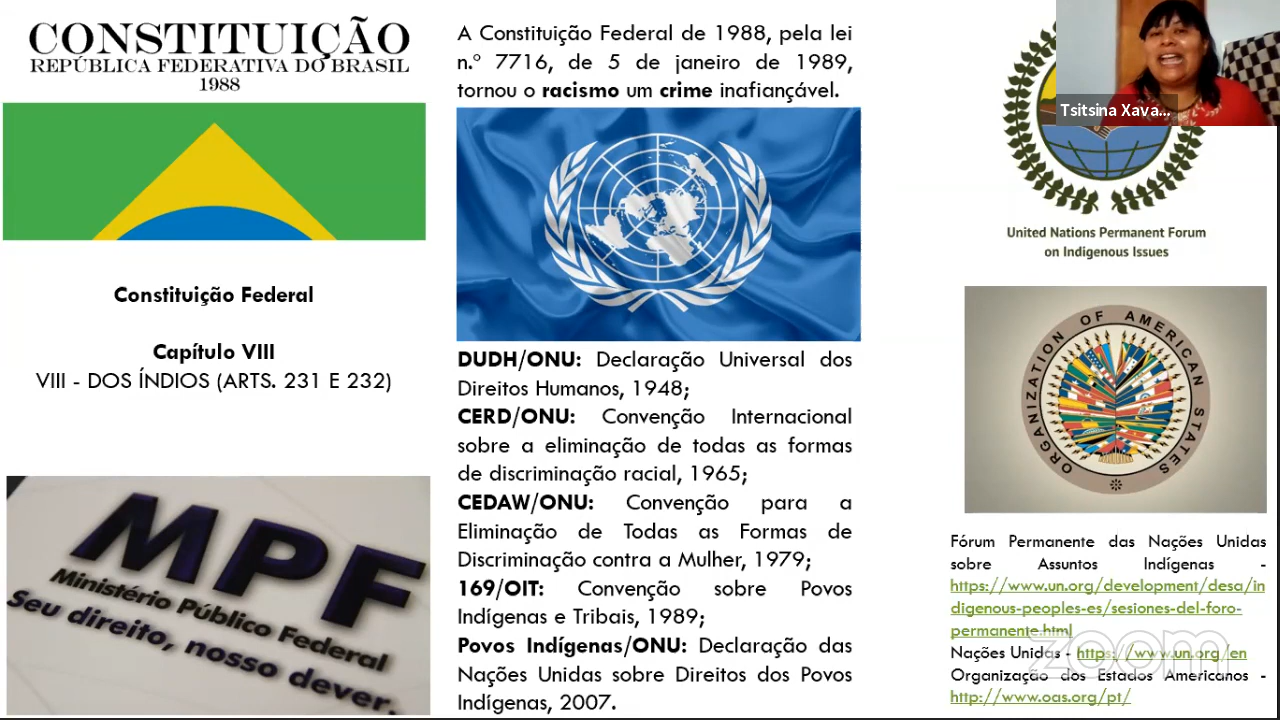 CONSTITUIÇÃO
REPÚBLICA FEDERATIVA DO BRASIL
1988
Constituição Federal
Capítulo VIII
VIII - DOS ÍNDIOS (ARTS. 231 E 232)
MPF
Ministério Público Federal
Seu direito, nosso dever.
A Constituição Federal de 1988, pela lei
n.º 7716, de 5 de janeiro de 1989,
tornou o racismo um crime inafiançável.
DUDH/ONU: Declaração Universal dos
Direitos Humanos, 1948;
CERD/ONU: Convenção Internacional
sobre a eliminação de todas as formas
de discriminação racial, 1965;
CEDAW/ONU: Convenção para a
Eliminação de Todas as Formas de
Discriminação contra a Mulher, 1979;
169/OIT: Convenção sobre Povos
Indígenas e Tribais, 1989;
Povos Indígenas/ONU: Declaração das
Nações Unidas sobre Direitos dos Povos
Indígenas, 2007.
Tsitsina Xava...
United Nations Permanent Forum
on Indigenous Issues
ORGANIZATION OF AMERICAN STATES
Fórum Permanente das Nações Unidas
sobre Assuntos Indígenas -
https://www.un.org/development/desa/in
digenous-peoples-es/sesiones-del-foro-
permanente.html
Nações Unidas - https://www.un.org/en
Organização dos Estados Americanos -
http://www.oas.org/pt/
zoom